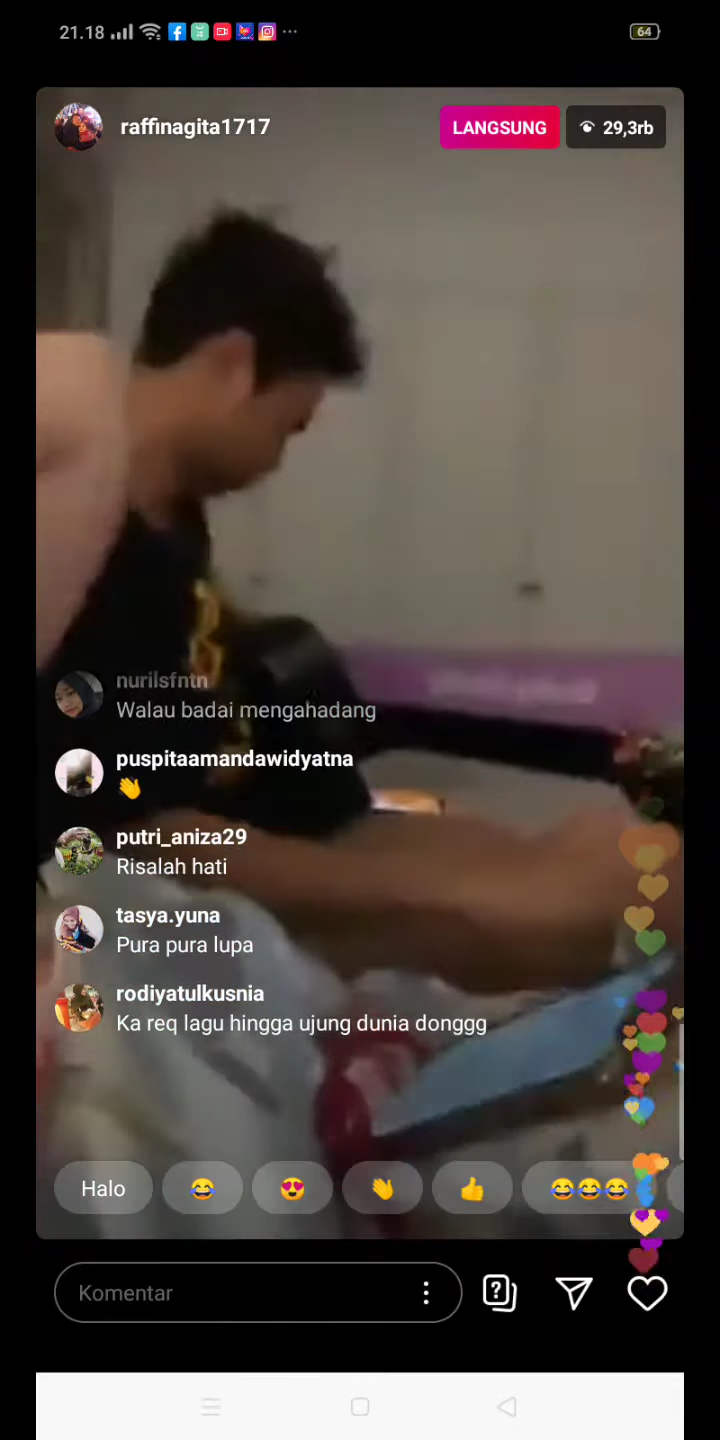 21.18
64
raffinagita1717
LANGSUNG
29,3rb
nurilsfntn
Walau badai mengahadang
puspitaamandawidyatna
👋
putri_aniza29
Risalah hati
tasya.yuna
Pura pura lupa
rodiyatulkusnia
Ka req lagu hingga ujung dunia donggg
Halo 😂 😍 👋 👍 😂😂😂
Komentar